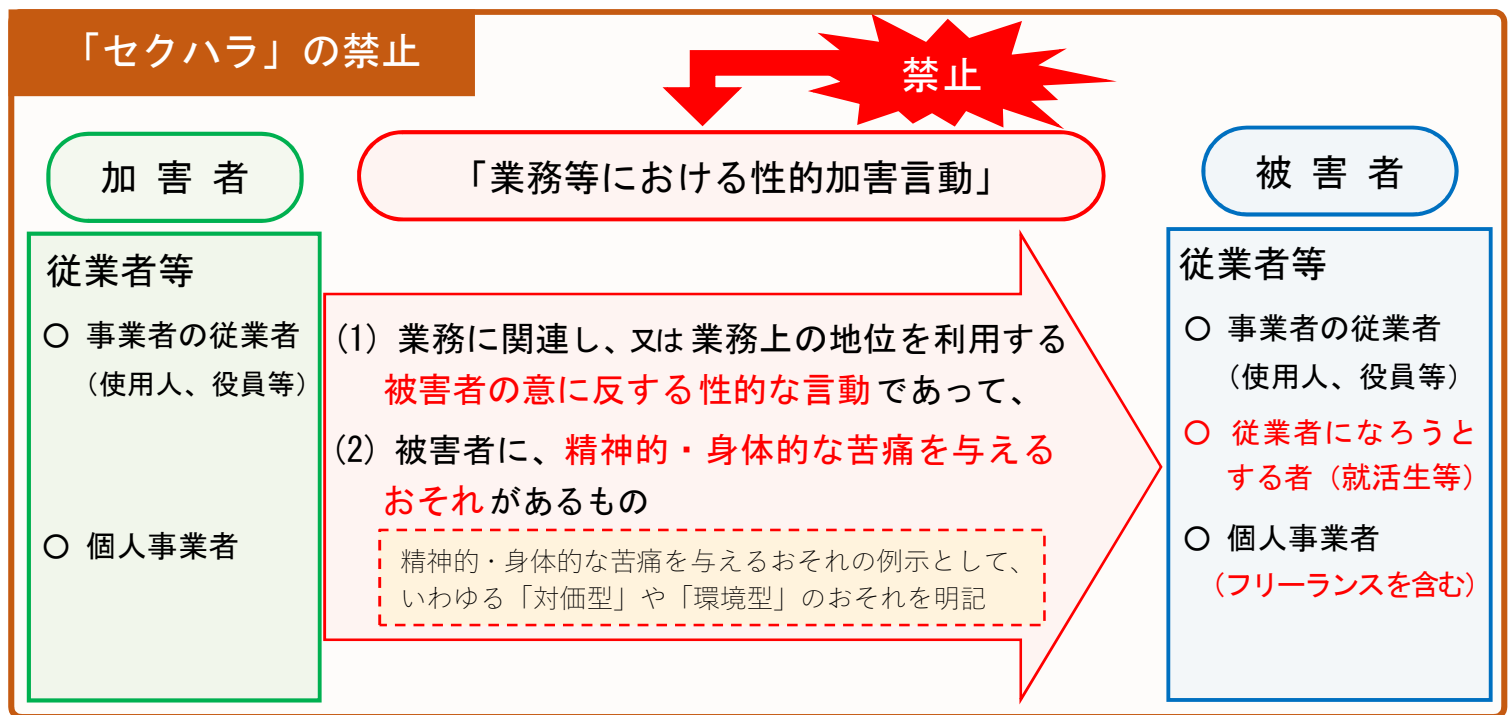 「セクハラ」の禁止
禁止
加害者
「業務等における性的加害言動」
被害者
従業者等
〇 事業者の従業者
（使用人、役員等）
〇 個人事業者
(1) 業務に関連し、又は業務上の地位を利用する
被害者の意に反する性的な言動であって、
(2) 被害者に、精神的・身体的な苦痛を与える
おそれがあるもの
精神的・身体的な苦痛を与えるおそれの例示として、
いわゆる「対価型」や「環境型」のおそれを明記
従業者等
〇 事業者の従業者
（使用人、役員等）
〇 従業者になろうと
する者（就活生等）
〇 個人事業者
（フリーランスを含む）